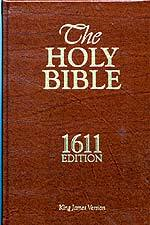 The
HOLY
BIBLE
1611
EDITION
King James Version